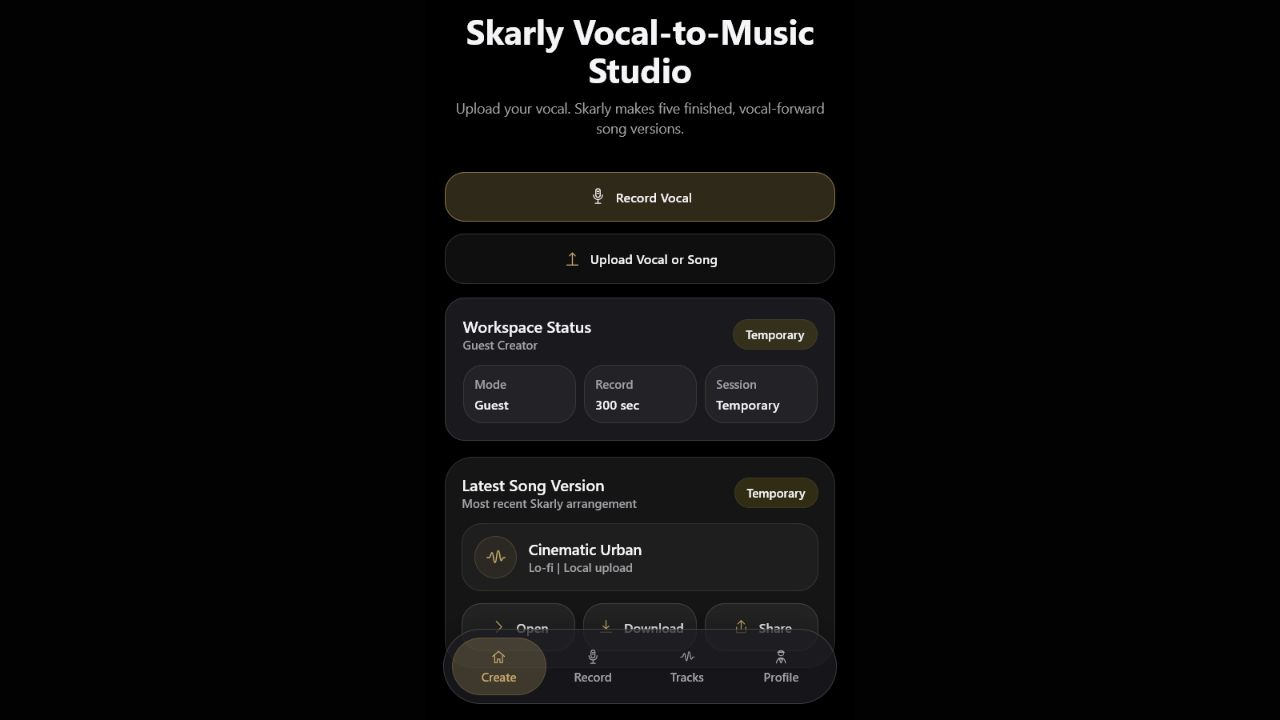 Skarly Vocal-to-Music
Studio
Upload your vocal. Skarly makes five finished, vocal-forward
song versions.
Record Vocal
Upload Vocal or Song
Workspace Status
Guest Creator
Temporary
Mode
Guest
Record
300 sec
Session
Temporary
Latest Song Version
Most recent Skarly arrangement
Temporary
Cinematic Urban
Lo-fi | Local upload
Open
Download
Share
Create
Record
Tracks
Profile